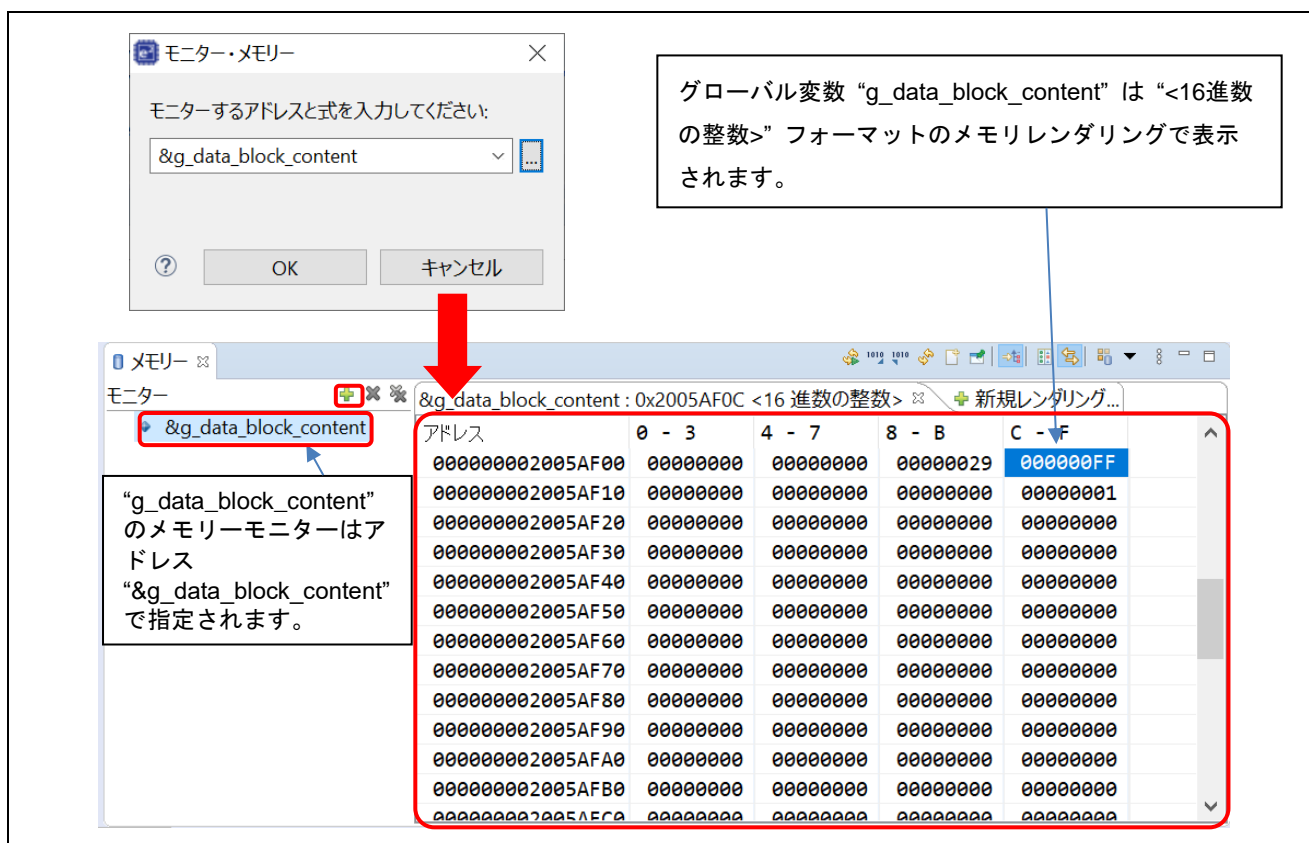 モニター・メモリー
モニターするアドレスと式を入力してください:
&g_data_block_content
...
OK
キャンセル
グローバル変数 “g_data_block_content” は “<16進数
の整数>” フォーマットのメモリレンダリングで表示
されます。
メモリー
モニター
&g_data_block_content
“g_data_block_content”
のメモリーモニターはア
ドレス
“&g_data_block_content”
で指定されます。
&g_data_block_content : 0x2005AF0C <16 進数の整数>
新規レンダリング...
アドレス 0 - 3 4 - 7 8 - B C - F
000000002005AF00 00000000 00000000 00000029 000000FF
000000002005AF10 00000000 00000000 00000000 00000001
000000002005AF20 00000000 00000000 00000000 00000000
000000002005AF30 00000000 00000000 00000000 00000000
000000002005AF40 00000000 00000000 00000000 00000000
000000002005AF50 00000000 00000000 00000000 00000000
000000002005AF60 00000000 00000000 00000000 00000000
000000002005AF70 00000000 00000000 00000000 00000000
000000002005AF80 00000000 00000000 00000000 00000000
000000002005AF90 00000000 00000000 00000000 00000000
000000002005AFA0 00000000 00000000 00000000 00000000
000000002005AFB0 00000000 00000000 00000000 00000000
000000002005AFC0 00000000 00000000 00000000 00000000